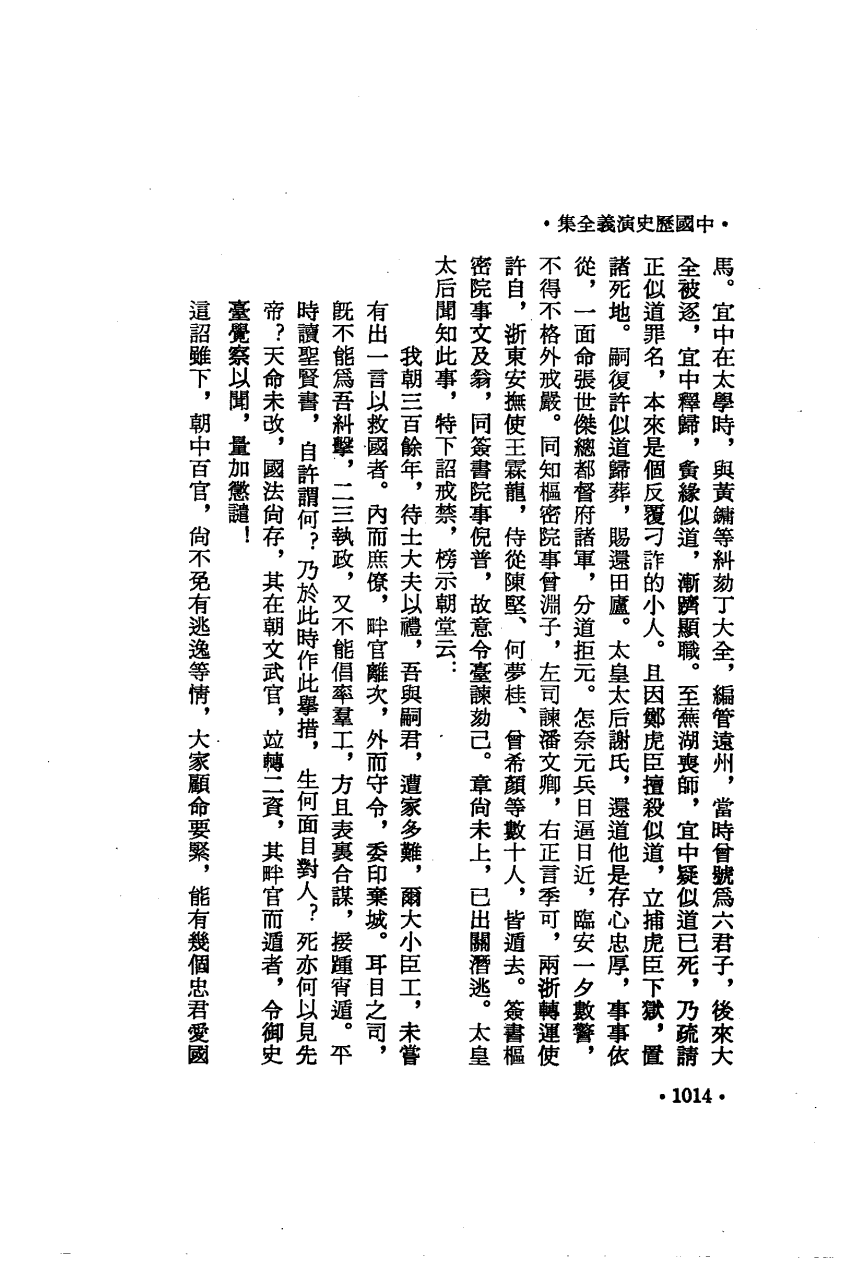 •中國歷史演義全集•
馬。宜中在太學時，與黃鏞等糾劾丁大全，編管遠州，當時曾號爲六君子，後來大
全被逐，宜中釋歸，夤緣似道，漸躋顯職。至蕪湖喪師，宜中疑似道已死，乃疏請
正似道罪名，本來是個反覆刁詐的小人。且因鄭虎臣擅殺似道，立捕虎臣下獄，置
諸死地。嗣復許似道歸葬，賜還田廬。太皇太后謝氏，還道他是存心忠厚，事事依
從，一面命張世傑總都督府諸軍，分道拒元。怎奈元兵日逼日近，臨安一夕數警，
不得不格外戒嚴。同知樞密院事曾淵子，左司諫潘文卿，右正言季可，兩浙轉運使
許自，浙東安撫使王霖龍，侍從陳堅、何夢桂、曾希顏等數十人，皆遁去。簽書樞
密院事文及翁，同簽書院事倪普，故意令臺諫劾己。章尚未上，已出關潛逃。太皇
太后聞知此事，特下詔戒禁，榜示朝堂云：
我朝三百餘年，待士大夫以禮，吾與嗣君，遭家多難，爾大小臣工，未嘗
有出一言以救國者。內而庶僚，畔官離次，外而守令，委印棄城。耳目之司，
旣不能爲吾糾擊，二三執政，又不能倡率羣工，方且表裏合謀，接踵宵遁。平
時讀聖賢書，自許謂何？乃於此時作此擧措，生何面目對人？死亦何以見先
帝？天命未改，國法尙存，其在朝文武官，竝轉二資，其畔官而遁者，令御史
臺覺察以聞，量加懲譴！
這詔雖下，朝中百官，尙不免有逃逸等情，大家顧命要緊，能有幾個忠君愛國
•1014•